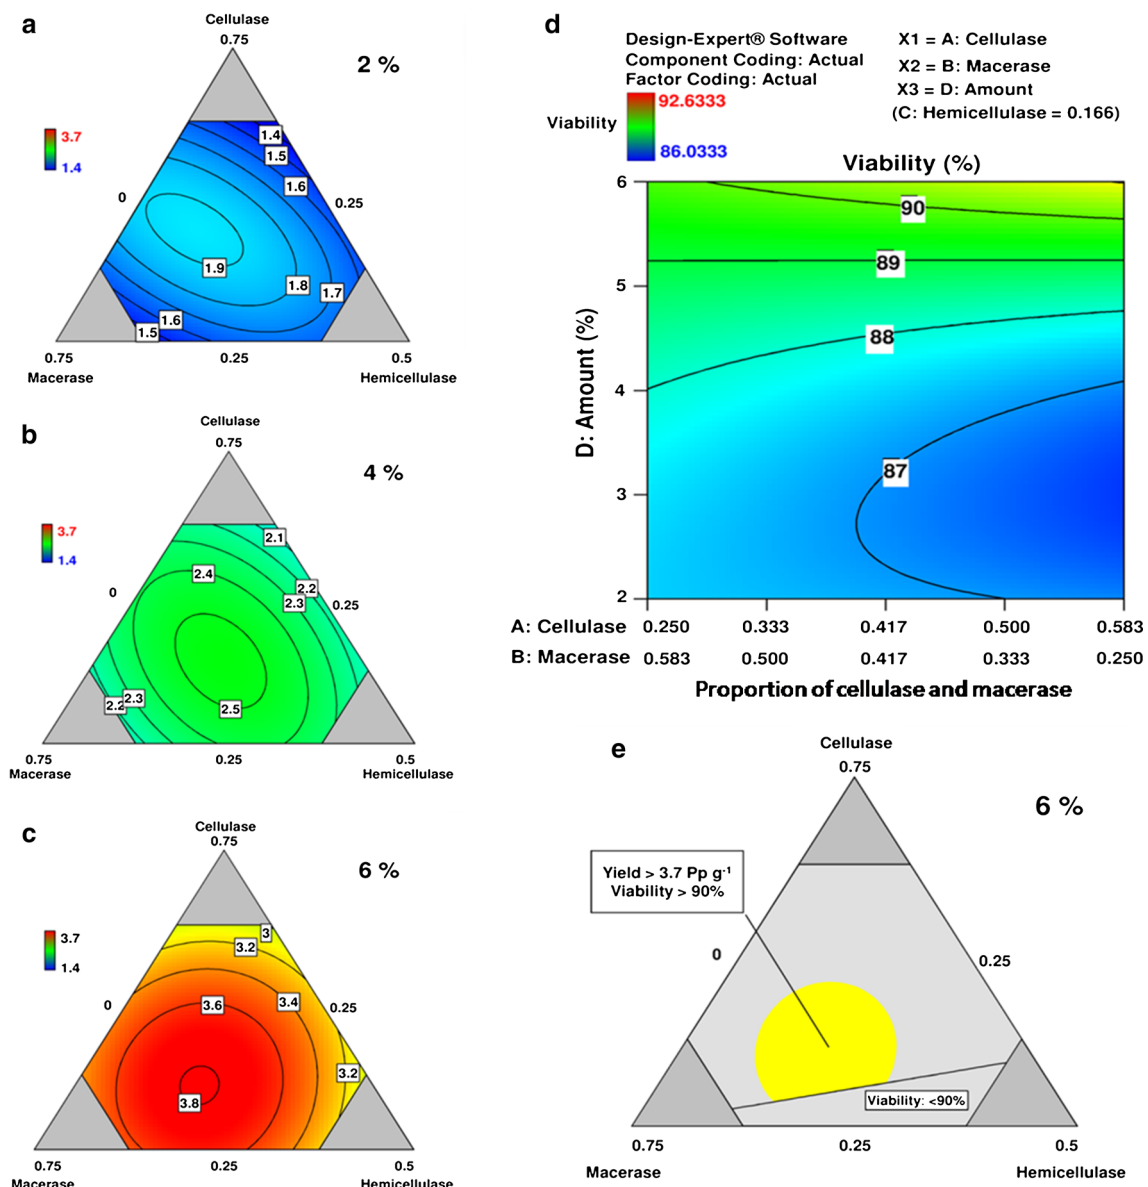 a
Cellulase
0.75
2 %
3.7
1.4
1.4
1.5
1.6
0
0.25
1.9
1.8
1.7
1.6
1.5
0.75
0.25
0.5
Macerase
Hemicellulase
b
Cellulase
0.75
4 %
3.7
1.4
2.1
2.4
2.2
2.3
0
0.25
2.3
2.2
2.5
0.75
0.25
0.5
Macerase
Hemicellulase
c
Cellulase
0.75
6 %
3.7
1.4
3
3.2
3.6
3.4
0
0.25
3.2
3.8
0.75
0.25
0.5
Macerase
Hemicellulase
d
Design-Expert® Software
Component Coding: Actual
Factor Coding: Actual
Viability
92.6333
86.0333
X1 = A: Cellulase
X2 = B: Macerase
X3 = D: Amount
(C: Hemicellulase = 0.166)
Viability (%)
D: Amount (%)
6
5
4
3
2
90
89
88
87
A: Cellulase 0.250 0.333 0.417 0.500 0.583
B: Macerase 0.583 0.500 0.417 0.333 0.250
Proportion of cellulase and macerase
e
Cellulase
0.75
6 %
Yield > 3.7 Pp g-1
Viability > 90%
0
0.25
Viability: <90%
0.75
0.25
0.5
Macerase
Hemicellulase